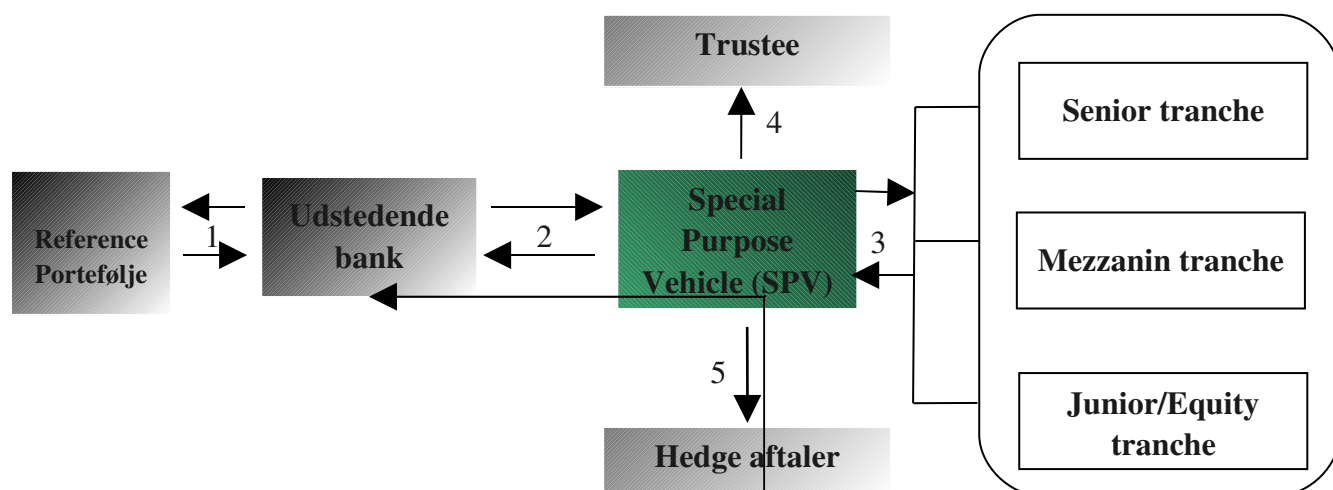 Trustee
4
Senior tranche
Reference
Portefølje
1
Udstedende
bank
2
Special
Purpose
Vehicle (SPV)
3
Mezzanin tranche
5
Hedge aftaler
Junior/Equity
tranche